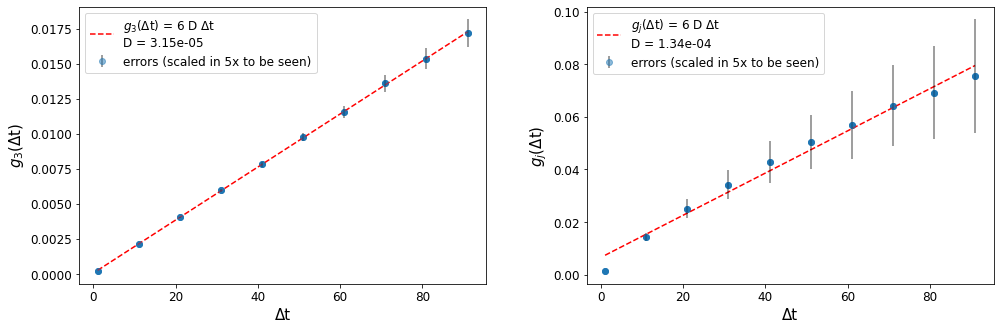 g₃(Δt) = 6 D Δt
D = 3.15e-05
errors (scaled in 5x to be seen)
0.0175
0.0150
0.0125
0.0100
0.0075
0.0050
0.0025
0.0000
g₃(Δt)
0 20 40 60 80
Δt
gⱼ(Δt) = 6 D Δt
D = 1.34e-04
errors (scaled in 5x to be seen)
0.10
0.08
0.06
0.04
0.02
0.00
gⱼ(Δt)
0 20 40 60 80
Δt